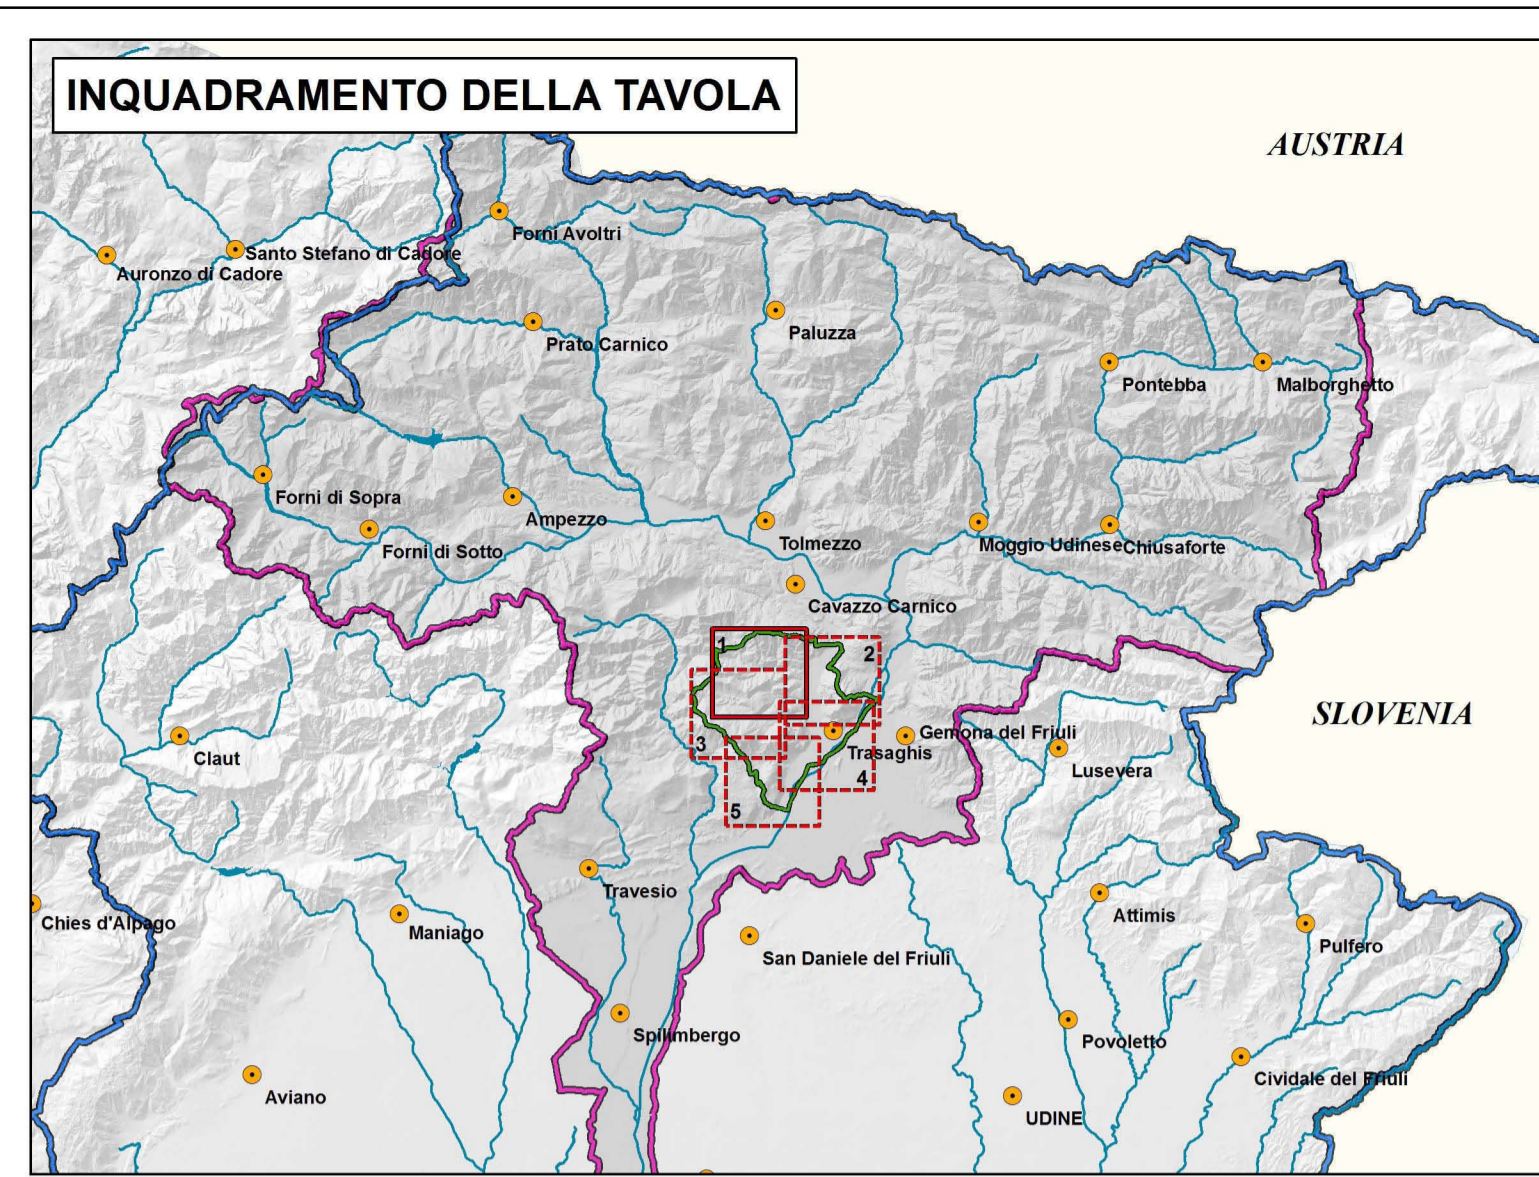 INQUADRAMENTO DELLA TAVOLA
AUSTRIA
Forni Avoltri
Santo Stefano di Cadore
Auronzo di Cadore
Paluzza
Prato Carnico
Pontebba
Malborghetto
Forni di Sopra
Ampezzo
Tolmezzo
Moggio Udinese
Chiusaforte
Forni di Sotto
Cavazzo Carnico
1
2
SLOVENIA
Gemona del Friuli
3
Trasaghis
Claut
Lusevera
4
5
Travesio
Attimis
Chies d'Alpago
Maniago
Pulfero
San Daniele del Friuli
Spilimbergo
Povoletto
Cividale del Friuli
Aviano
UDINE